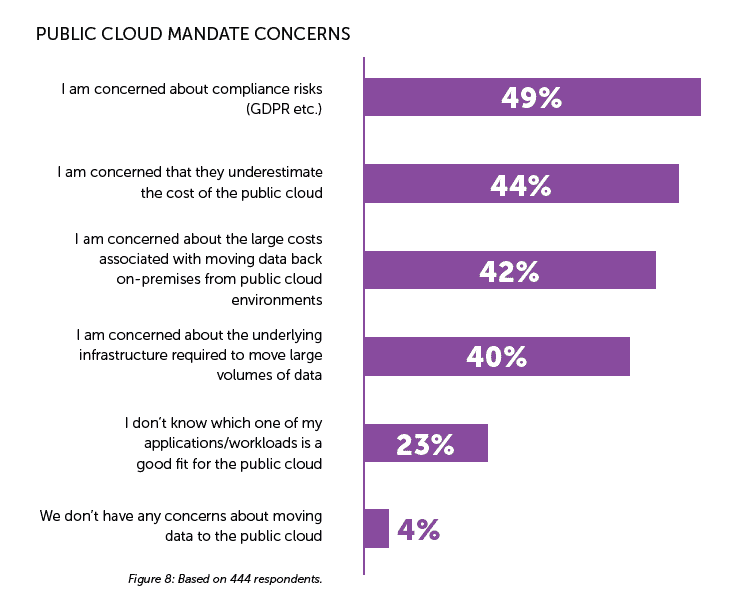 PUBLIC CLOUD MANDATE CONCERNS
I am concerned about compliance risks
(GDPR etc.)
49%
I am concerned that they underestimate
the cost of the public cloud
44%
I am concerned about the large costs
associated with moving data back
on-premises from public cloud
environments
42%
I am concerned about the underlying
infrastructure required to move large
volumes of data
40%
I don’t know which one of my
applications/workloads is a
good fit for the public cloud
23%
We don’t have any concerns about moving
data to the public cloud
4%
Figure 8: Based on 444 respondents.